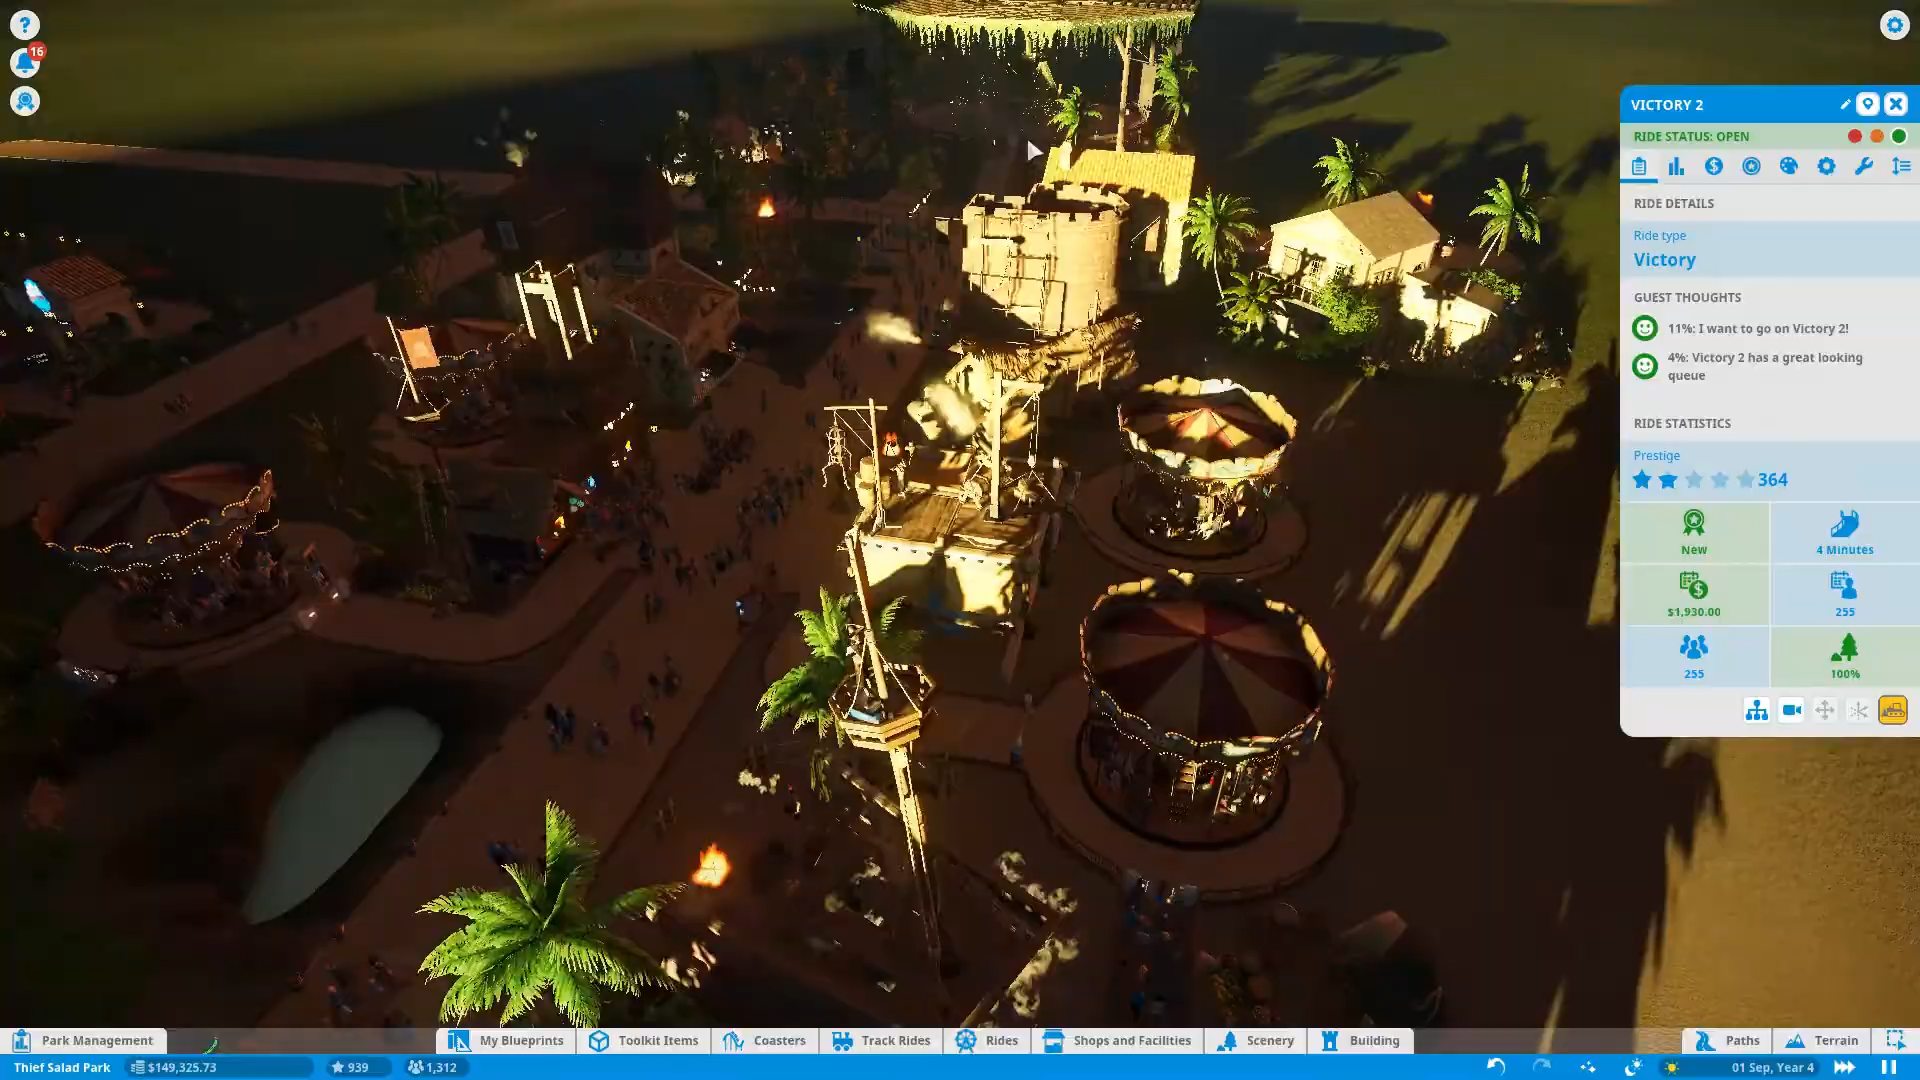 ?
16
VICTORY 2
RIDE STATUS: OPEN
RIDE DETAILS
Ride type
Victory
GUEST THOUGHTS
11%: I want to go on Victory 2!
4%: Victory 2 has a great looking
queue
RIDE STATISTICS
Prestige
364
New
4 Minutes
$1,930.00
255
255
100%
Park Management
My Blueprints
Toolkit Items
Coasters
Track Rides
Rides
Shops and Facilities
Scenery
Building
Paths
Terrain
Thief Salad Park
$149,325.73
939
1,312
01 Sep, Year 4